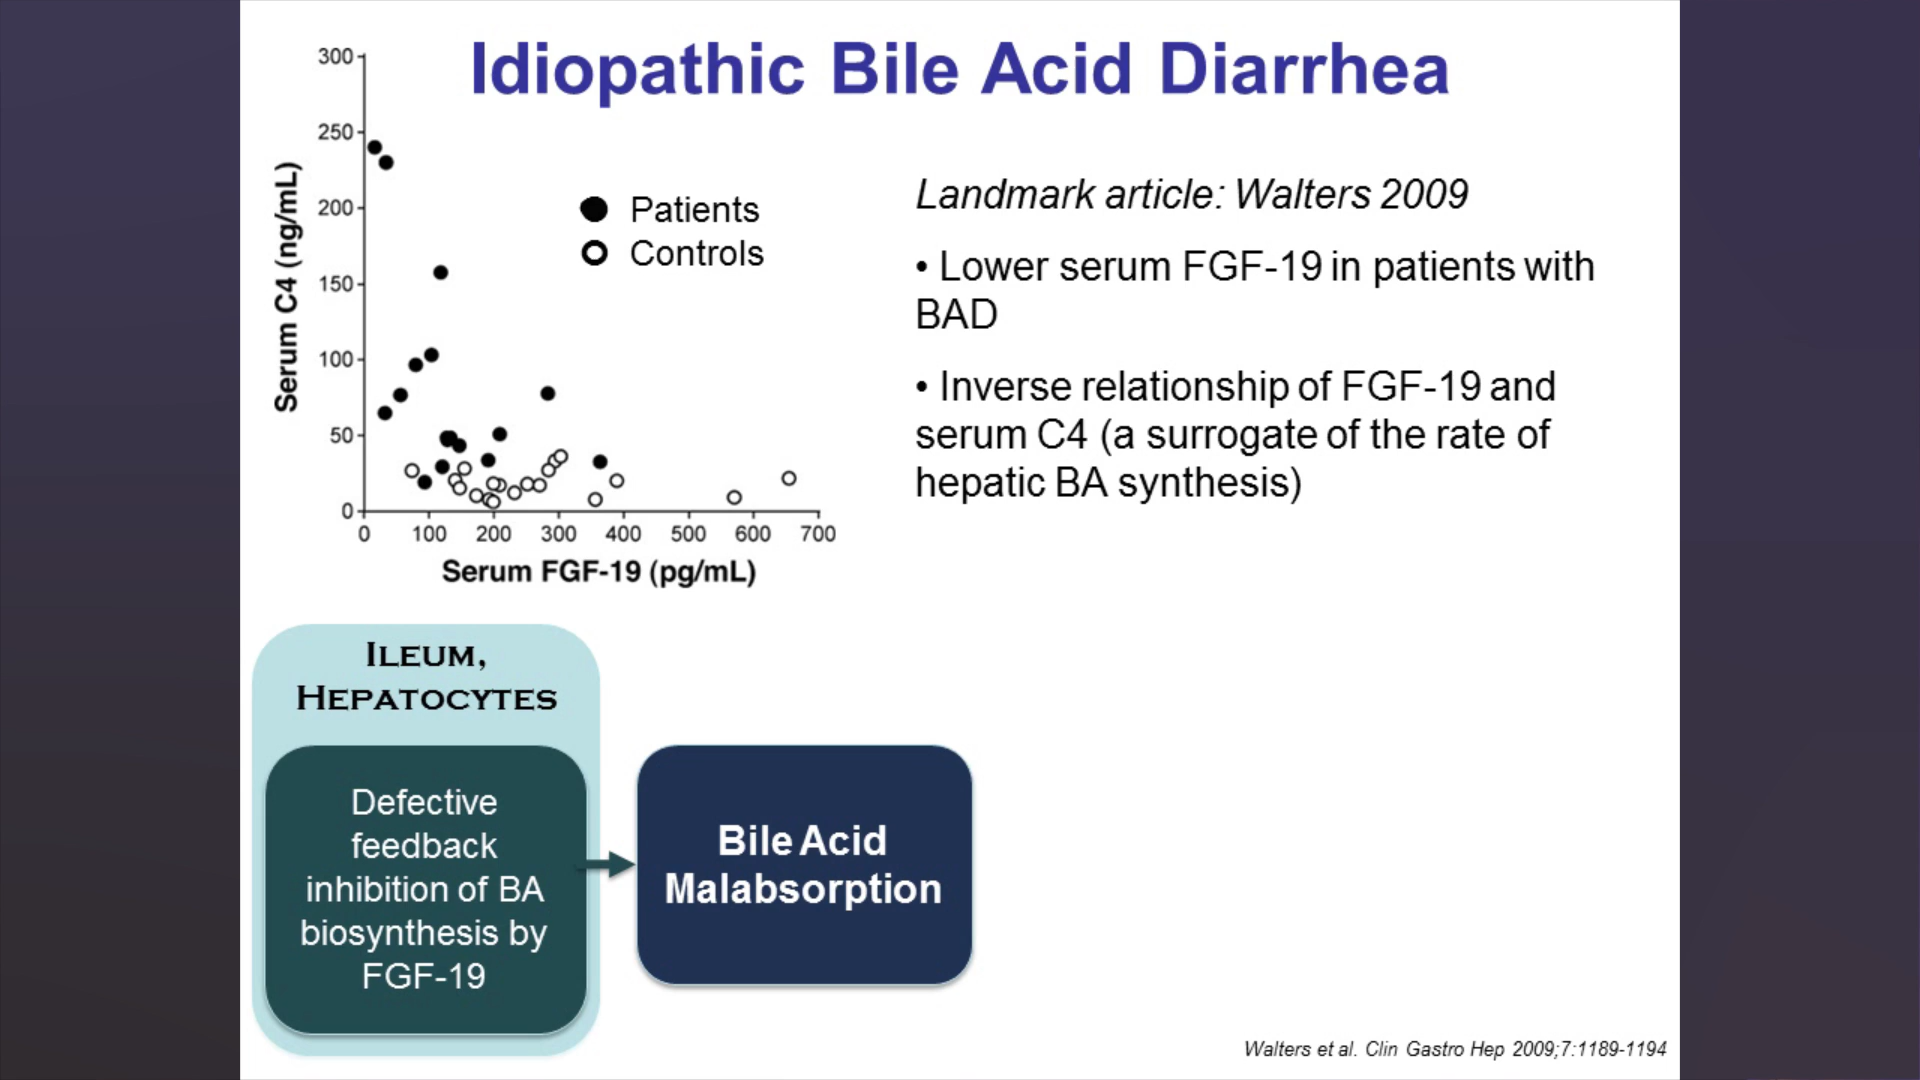 Idiopathic Bile Acid Diarrhea
300
250
200
150
100
50
0
Serum C4 (ng/mL)
Patients
Controls
0 100 200 300 400 500 600 700
Serum FGF-19 (pg/mL)
Landmark article: Walters 2009
• Lower serum FGF-19 in patients with
BAD
• Inverse relationship of FGF-19 and
serum C4 (a surrogate of the rate of
hepatic BA synthesis)
ILEUM,
HEPATOCYTES
Defective
feedback
inhibition of BA
biosynthesis by
FGF-19
Bile Acid
Malabsorption
Walters et al. Clin Gastro Hep 2009;7:1189-1194